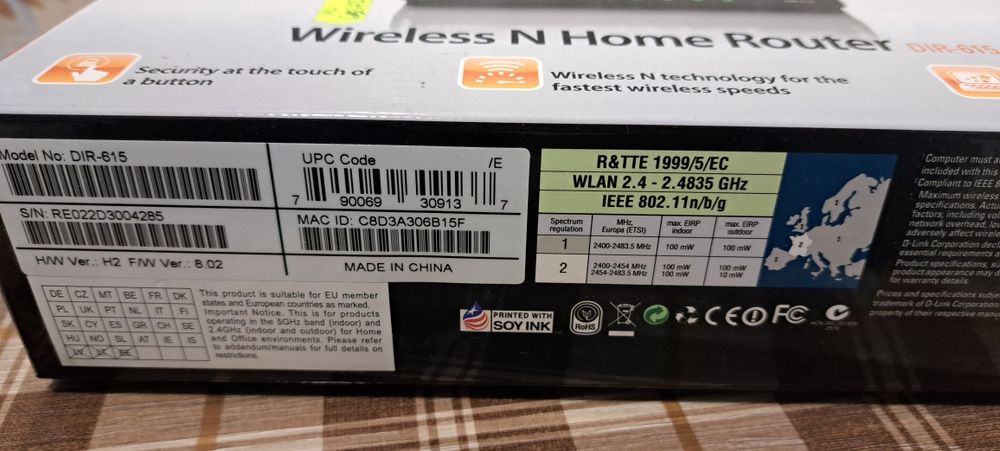 Wireless N Home Router DIR-615
Security at the touch of
a button
Wireless N technology for the
fastest wireless speeds
Model No: DIR-615
S/N: RE022D3004285
H/W Ver.: H2 F/W Ver.: 8.02
UPC Code /E
7 90069 30913 7
MAC ID: C8D3A306B15F
MADE IN CHINA
R&TTE 1999/5/EC
WLAN 2.4 - 2.4835 GHz
IEEE 802.11n/b/g
Spectrum regulation MHz, Europa (ETSI) max. EIRP indoor max. EIRP outdoor
1 2400-2483.5 MHz 100 mW 100 mW
2 2400-2454 MHz 100 mW 100 mW
2454-2483.5 MHz 100 mW 10 mW
1
2
Computer must a
included with this
Compliant to IEEE 8
Maximum wireless
specifications. Actu
factors, including vol
network overhead, lo
adversely affect wirele
D-Link Corporation decl
essential requirements a
Product specifications, si
product appearance may d
for warranty details.
Prices and specifications subje
trademark of D-Link Corporation
property of their respective manu
DE CZ MT BE FR DK
PL UK PT NL IT FI
SK CY ES GR CH SE
HU NO SL AT IE IS
LV LT EE
This product is suitable for EU member
states and European countries as marked.
Important Notice. This is for products
operating in the 5GHz band (indoor) and
2.4GHz (indoor and outdoor) for Home
and Office environments. Please refer
to addendum/manuals for full details on
restrictions.
PRINTED WITH
SOY INK
RoHS
CE FC